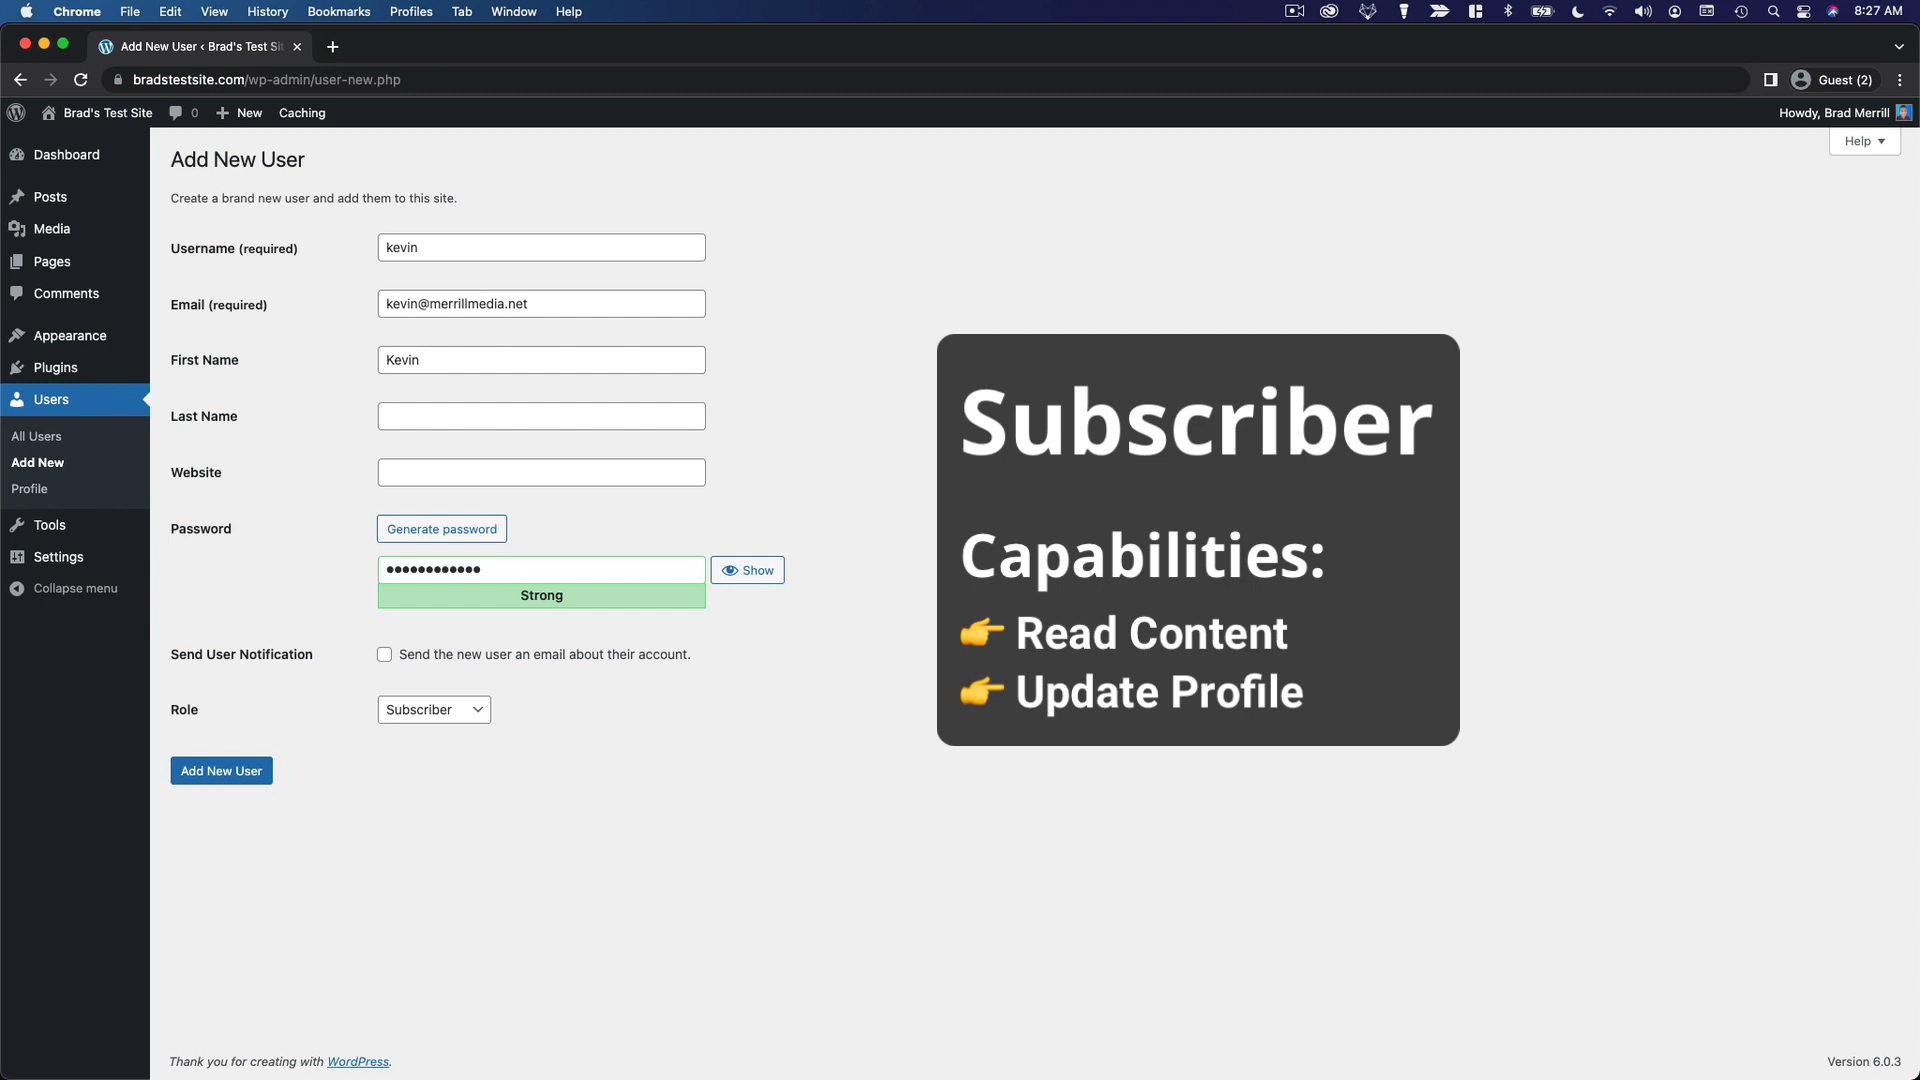 Chrome File Edit View History Bookmarks Profiles Tab Window Help 8:27 AM
Add New User ‹ Brad's Test Sit
bradstestsite.com/wp-admin/user-new.php Guest (2)
Brad's Test Site 0 New Caching Howdy, Brad Merrill
Help
Dashboard
Posts
Media
Pages
Comments
Appearance
Plugins
Users
All Users
Add New
Profile
Tools
Settings
Collapse menu
Add New User
Create a brand new user and add them to this site.
Username (required) kevin
Email (required) kevin@merrillmedia.net
First Name Kevin
Last Name
Website
Password Generate password
•••••••••••• Show
Strong
Send User Notification Send the new user an email about their account.
Role Subscriber
Add New User
Subscriber
Capabilities:
👉 Read Content
👉 Update Profile
Thank you for creating with WordPress. Version 6.0.3